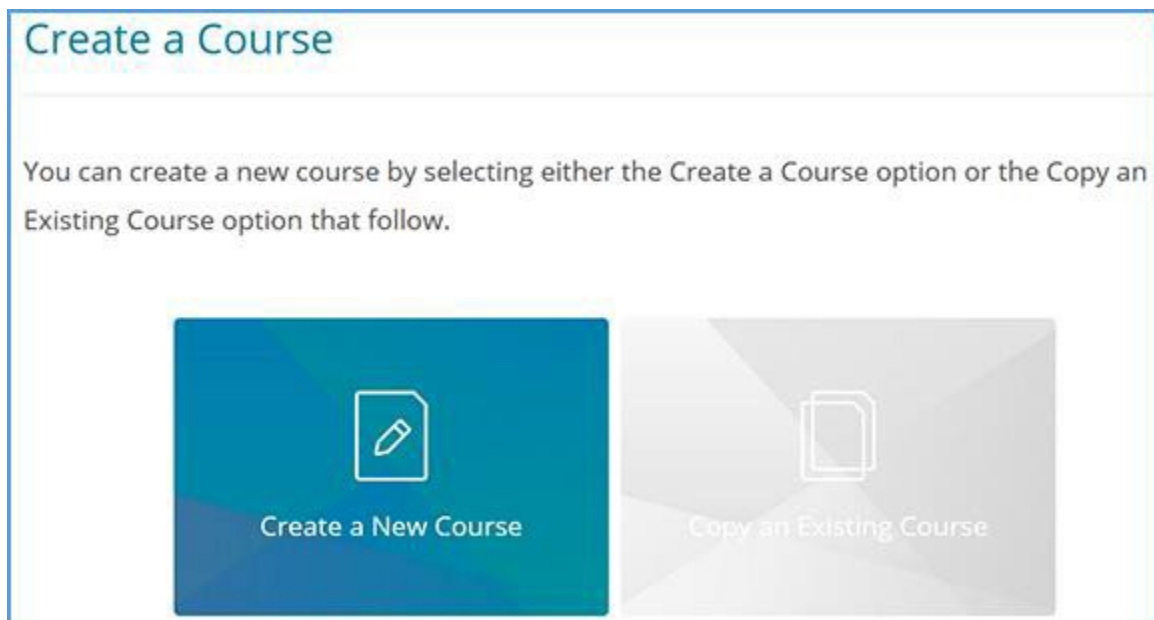 Create a Course
You can create a new course by selecting either the Create a Course option or the Copy an
Existing Course option that follow.
Create a New Course
Copy an Existing Course